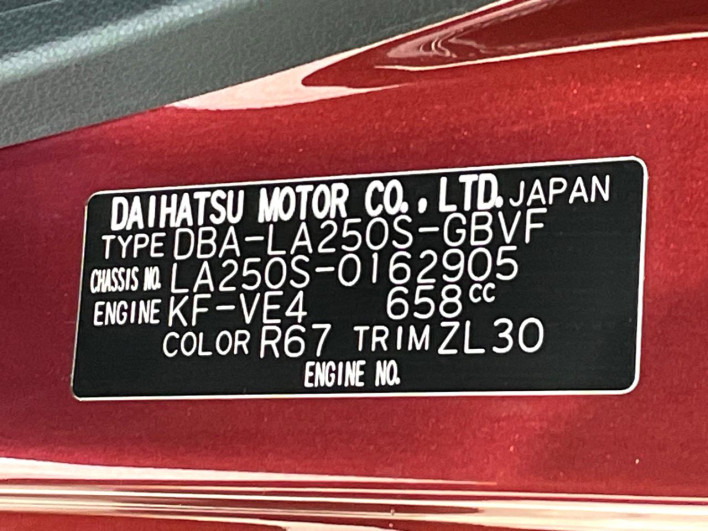 DAIHATSU MOTOR CO., LTD. JAPAN
TYPE DBA-LA250S-GBVF
CHASSIS NO. LA250S-0162905
ENGINE KF-VE4 658cc
COLOR R67 TRIM ZL30
ENGINE NO.